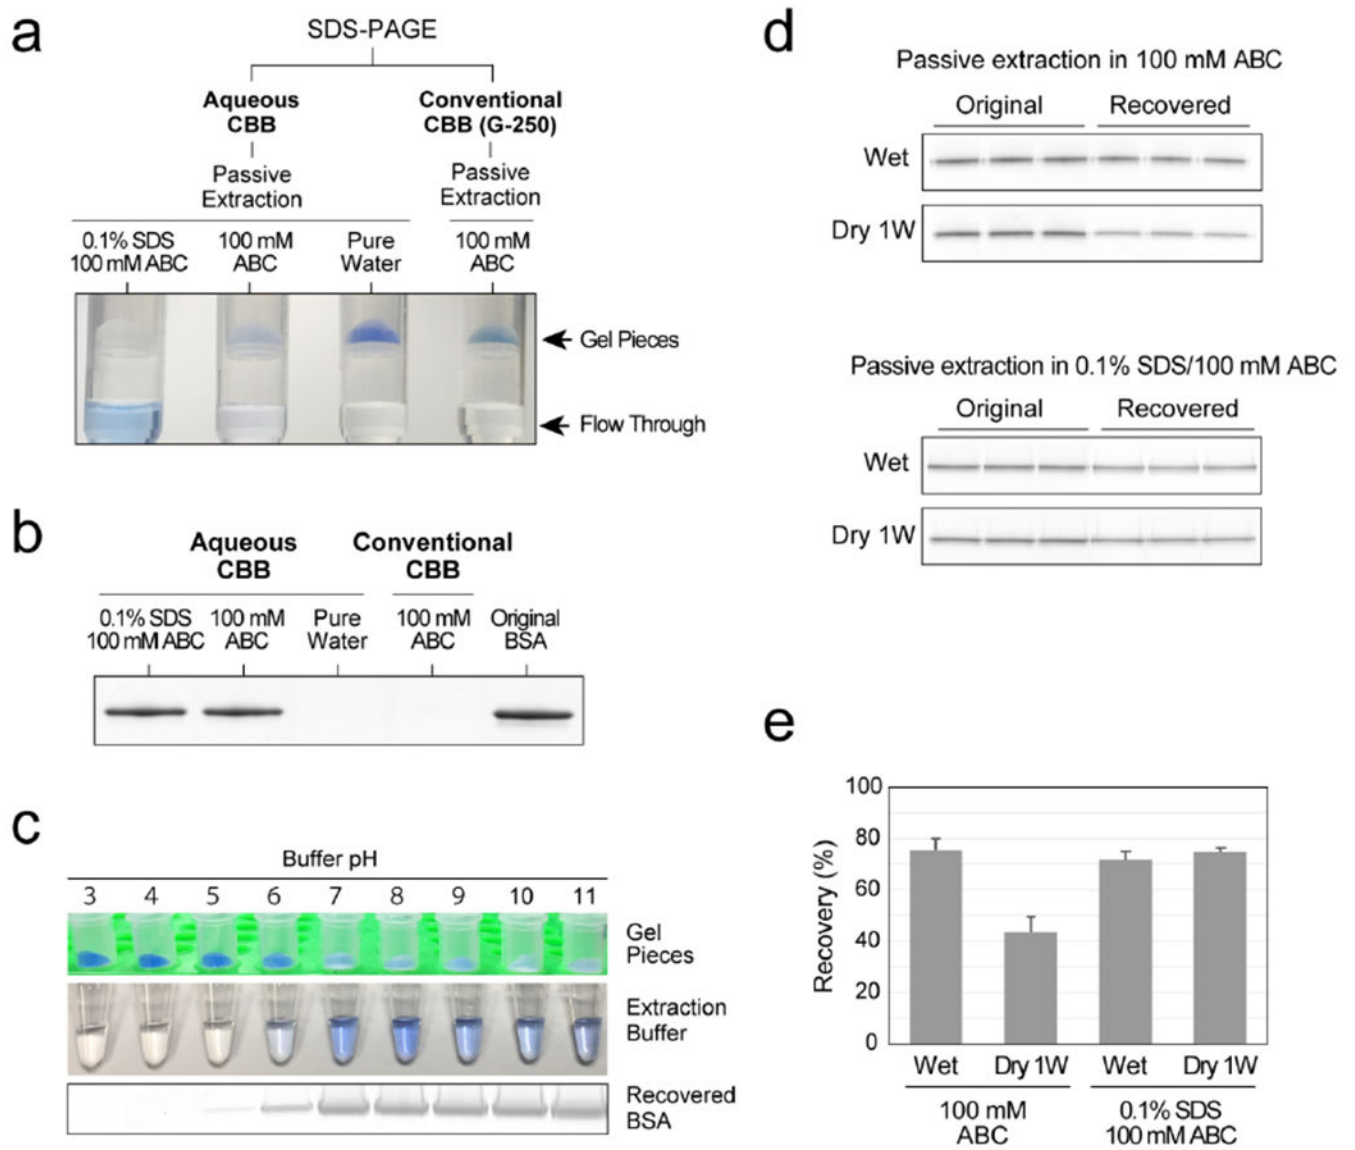 a
SDS-PAGE
Aqueous
CBB
Conventional
CBB (G-250)
Passive
Extraction
Passive
Extraction
0.1% SDS
100 mM ABC
100 mM
ABC
Pure
Water
100 mM
ABC
Gel Pieces
Flow Through
b
Aqueous
CBB
Conventional
CBB
0.1% SDS
100 mM ABC
100 mM
ABC
Pure
Water
100 mM
ABC
Original
BSA
c
Buffer pH
3 4 5 6 7 8 9 10 11
Gel
Pieces
Extraction
Buffer
Recovered
BSA
d
Passive extraction in 100 mM ABC
Original Recovered
Wet
Dry 1W
Passive extraction in 0.1% SDS/100 mM ABC
Original Recovered
Wet
Dry 1W
e
Recovery (%)
100
80
60
40
20
0
Wet Dry 1W Wet Dry 1W
100 mM
ABC
0.1% SDS
100 mM ABC